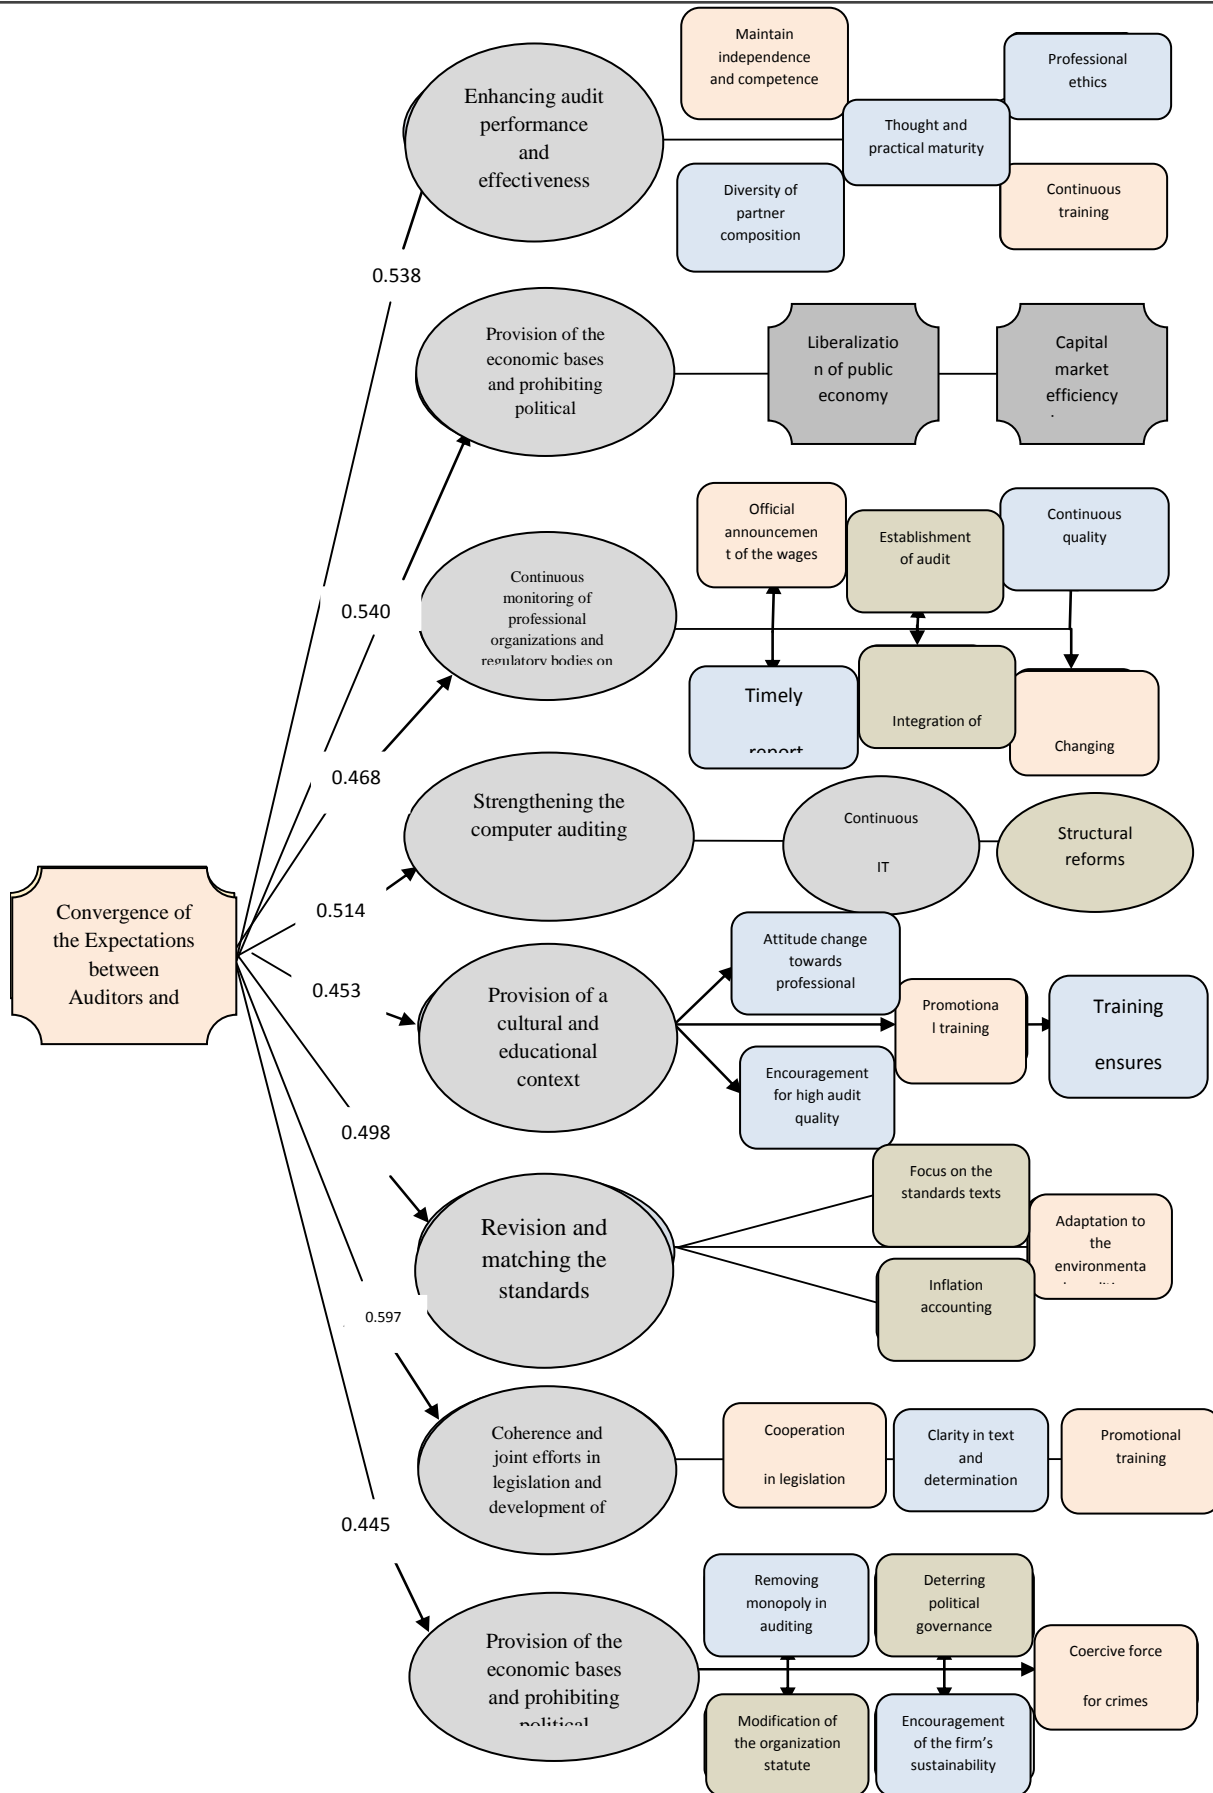 Enhancing audit
performance
and
effectiveness
Maintain
independence
and competence
Professional
ethics
Thought and
practical maturity
Diversity of
partner
composition
Continuous
training
0.538
Provision of the
economic bases
and prohibiting
political
Liberalizatio
n of public
economy
Capital
market
efficiency
0.540
Continuous
monitoring of
professional
organizations and
regulatory bodies on
Official
announcemen
t of the wages
Establishment
of audit
Continuous
quality
Timely
report
Integration of
Changing
0.468
Strengthening the
computer auditing
Continuous
IT
Structural
reforms
Convergence of
the Expectations
between
Auditors and
0.514
0.453
Provision of a
cultural and
educational
context
Attitude change
towards
professional
Promotiona
l training
Training
ensures
Encouragement
for high audit
quality
0.498
Revision and
matching the
standards
Focus on the
standards texts
Adaptation to
the
environmenta
Inflation
accounting
0.597
Coherence and
joint efforts in
legislation and
development of
Cooperation
in legislation
Clarity in text
and
determination
Promotional
training
0.445
Provision of the
economic bases
and prohibiting
political
Removing
monopoly in
auditing
Deterring
political
governance
Coercive force
for crimes
Modification of
the organization
statute
Encouragement
of the firm's
sustainability